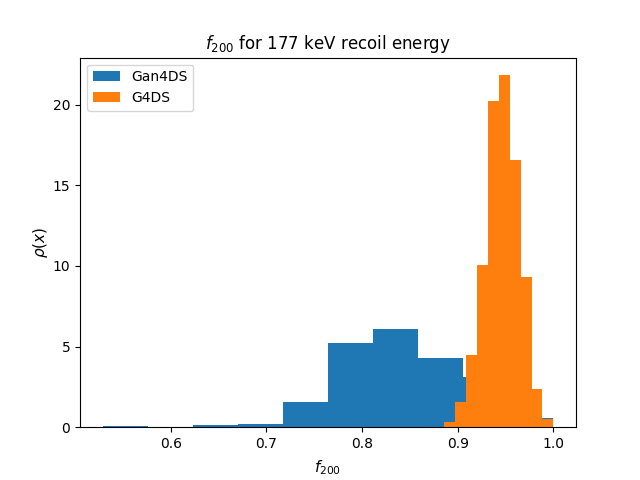 f₂₀₀ for 177 keV recoil energy
Gan4DS
G4DS
20
15
10
5
0
ρ(x)
0.6 0.7 0.8 0.9 1.0
f₂₀₀